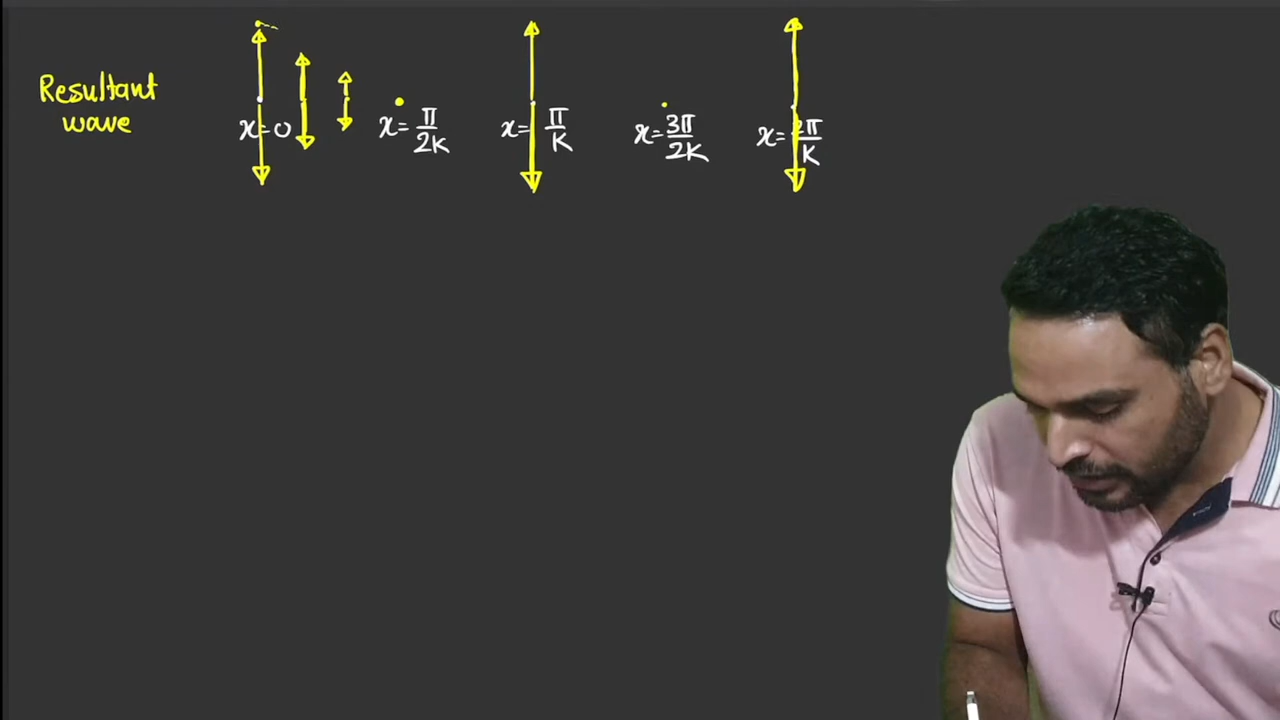 Resultant
wave
x=0
x=π/2K
x=π/K
x=3π/2K
x=2π/K